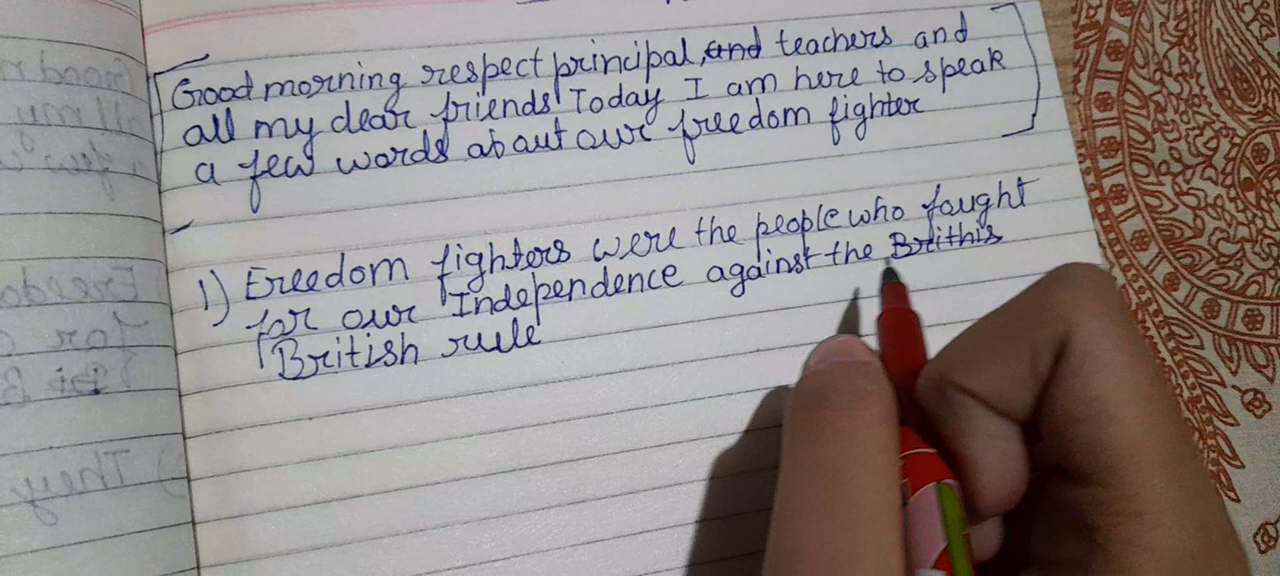 Good morning respect principal, and teachers and
all my dear friends Today I am here to speak
a few words about our freedom fighter
1) Freedom fighters were the people who fought
for our Independence against the Brithis
British rule
They